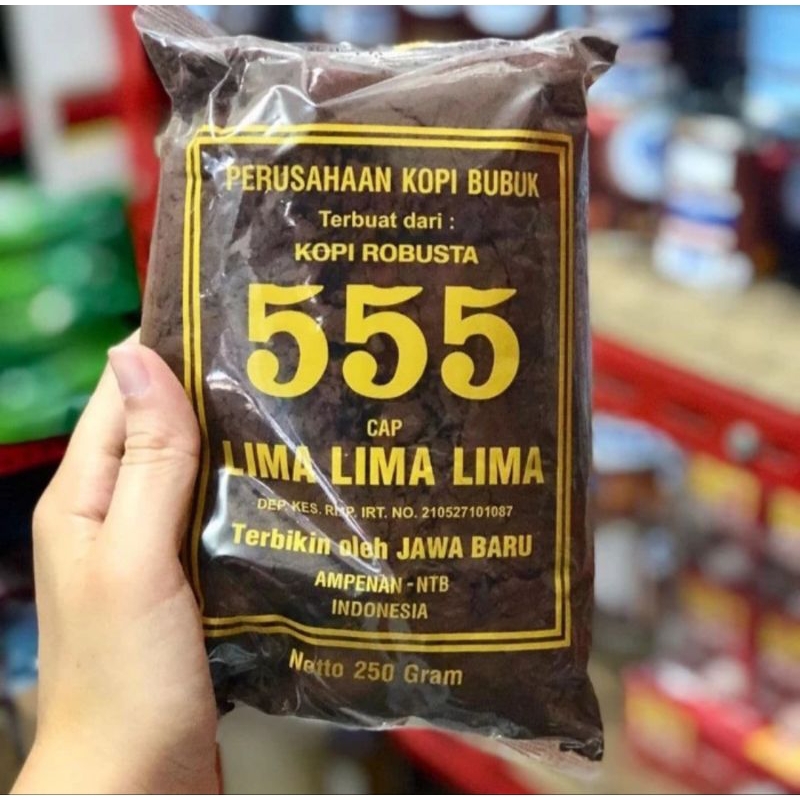 PERUSAHAAN KOPI BUBUK
Terbuat dari :
KOPI ROBUSTA
555
CAP
LIMA LIMA LIMA
DEP. KES. RMP. IRT. NO. 210527101087
Terbikin oleh JAWA BARU
AMPENAN - NTB
INDONESIA
Netto 250 Gram